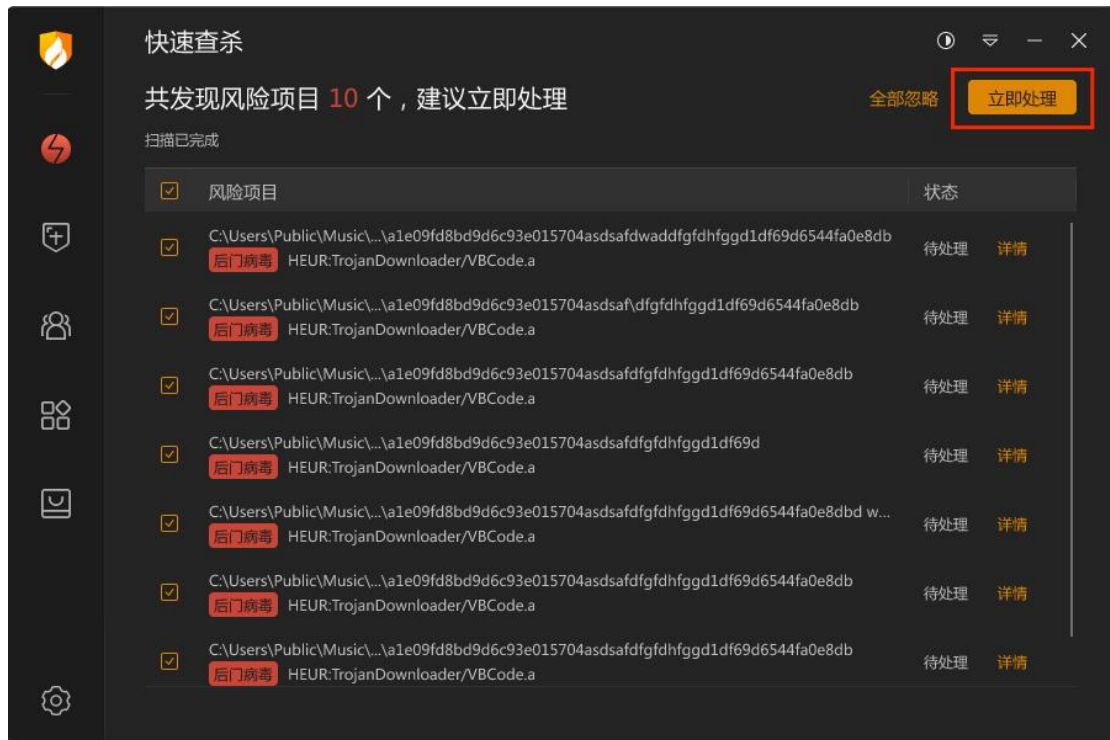 快速查杀
共发现风险项目 10 个，建议立即处理
全部忽略
立即处理
扫描已完成
风险项目
状态
C:\Users\Public\Music\...\a1e09fd8bd9d6c93e015704asdsafdwaddfgfdhfggd1df69d6544fa0e8db
后门病毒 HEUR:TrojanDownloader/VBCode.a
待处理 详情
C:\Users\Public\Music\...\a1e09fd8bd9d6c93e015704asdsaf\dfgfdhfggd1df69d6544fa0e8db
后门病毒 HEUR:TrojanDownloader/VBCode.a
待处理 详情
C:\Users\Public\Music\...\a1e09fd8bd9d6c93e015704asdsafdfgfdhfggd1df69d6544fa0e8db
后门病毒 HEUR:TrojanDownloader/VBCode.a
待处理 详情
C:\Users\Public\Music\...\a1e09fd8bd9d6c93e015704asdsafdfgfdhfggd1df69d
后门病毒 HEUR:TrojanDownloader/VBCode.a
待处理 详情
C:\Users\Public\Music\...\a1e09fd8bd9d6c93e015704asdsafdfgfdhfggd1df69d6544fa0e8dbd w...
后门病毒 HEUR:TrojanDownloader/VBCode.a
待处理 详情
C:\Users\Public\Music\...\a1e09fd8bd9d6c93e015704asdsafdfgfdhfggd1df69d6544fa0e8db
后门病毒 HEUR:TrojanDownloader/VBCode.a
待处理 详情
C:\Users\Public\Music\...\a1e09fd8bd9d6c93e015704asdsafdfgfdhfggd1df69d6544fa0e8db
后门病毒 HEUR:TrojanDownloader/VBCode.a
待处理 详情